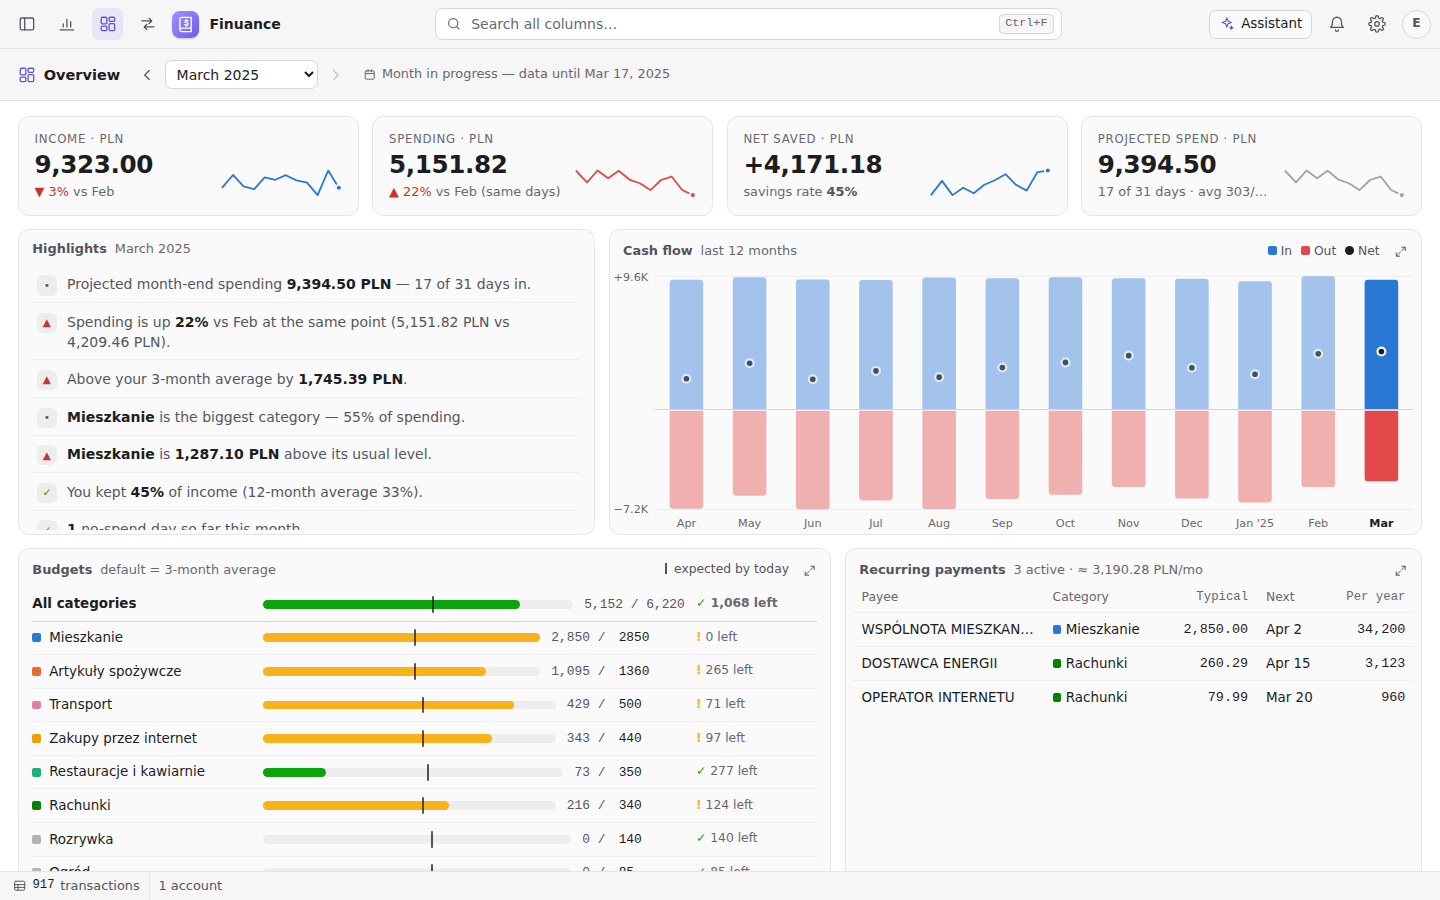 Finuance
Search all columns…
Ctrl+F
Assistant
E
Overview
March 2025
Month in progress — data until Mar 17, 2025
INCOME · PLN
9,323.00
▼ 3% vs Feb
SPENDING · PLN
5,151.82
▲ 22% vs Feb (same days)
NET SAVED · PLN
+4,171.18
savings rate 45%
PROJECTED SPEND · PLN
9,394.50
17 of 31 days · avg 303/…
Highlights March 2025
• Projected month-end spending 9,394.50 PLN — 17 of 31 days in.
▲ Spending is up 22% vs Feb at the same point (5,151.82 PLN vs
4,209.46 PLN).
▲ Above your 3-month average by 1,745.39 PLN.
• Mieszkanie is the biggest category — 55% of spending.
▲ Mieszkanie is 1,287.10 PLN above its usual level.
✓ You kept 45% of income (12-month average 33%).
✓ 1 no-spend day so far this month
Cash flow last 12 months
In Out Net
+9.6K
−7.2K
Apr May Jun Jul Aug Sep Oct Nov Dec Jan '25 Feb Mar
Budgets default = 3-month average
expected by today
All categories 5,152 / 6,220 ✓ 1,068 left
Mieszkanie 2,850 / 2850 ! 0 left
Artykuły spożywcze 1,095 / 1360 ! 265 left
Transport 429 / 500 ! 71 left
Zakupy przez internet 343 / 440 ! 97 left
Restauracje i kawiarnie 73 / 350 ✓ 277 left
Rachunki 216 / 340 ! 124 left
Rozrywka 0 / 140 ✓ 140 left
Ogród 0 / 85 ✓ 85 left
Recurring payments 3 active · ≈ 3,190.28 PLN/mo
Payee Category Typical Next Per year
WSPÓLNOTA MIESZKAN… Mieszkanie 2,850.00 Apr 2 34,200
DOSTAWCA ENERGII Rachunki 260.29 Apr 15 3,123
OPERATOR INTERNETU Rachunki 79.99 Mar 20 960
917 transactions
1 account